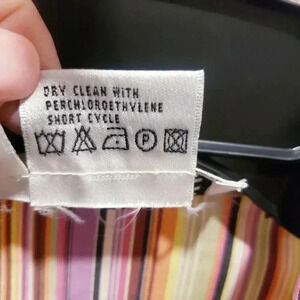 DRY CLEAN WITH
PERCHLOROETHYLENE
SHORT CYCLE
P